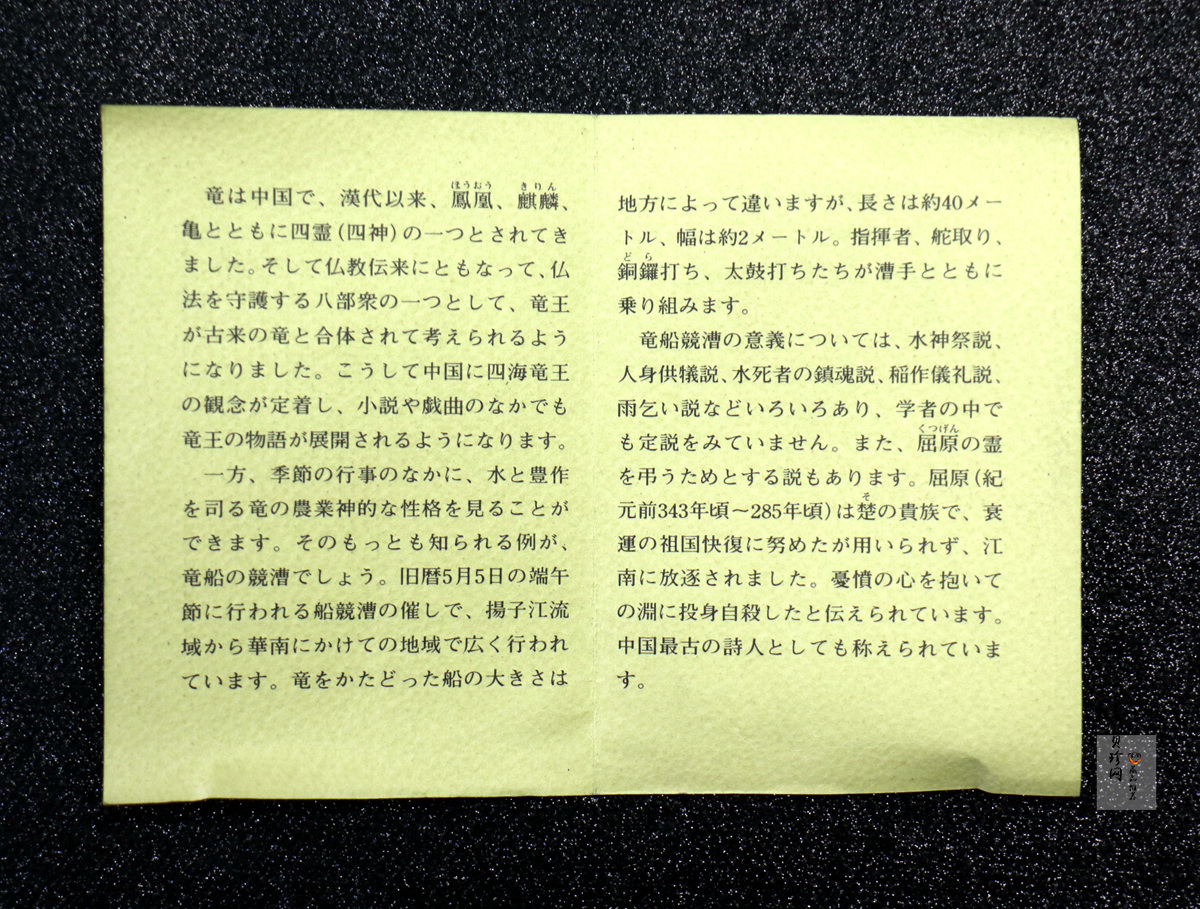 竜は中国で、漢代以来、鳳凰、麒麟、
亀とともに四霊(四神)の一つとされてき
ました。そして仏教伝来にともなって、仏
法を守護する八部衆の一つとして、竜王
が古来の竜と合体されて考えられるよう
になりました。こうして中国に四海竜王
の観念が定着し、小説や戯曲のなかでも
竜王の物語が展開されるようになります。
一方、季節の行事のなかに、水と豊作
を司る竜の農業神的な性格を見ることが
できます。そのもっとも知られる例が、
竜船の競漕でしょう。旧暦5月5日の端午
節に行われる船競漕の催しで、揚子江流
域から華南にかけての地域で広く行われ
ています。竜をかたどった船の大きさは
地方によって違いますが、長さは約40メー
トル、幅は約2メートル。指揮者、舵取り、
銅鑼打ち、太鼓打ちたちが漕手とともに
乗り組みます。
竜船競漕の意義については、水神祭説、
人身供犠説、水死者の鎮魂説、稲作儀礼説、
雨乞い説などいろいろあり、学者の中で
も定説をみていません。また、屈原の霊
を弔うためとする説もあります。屈原(紀
元前343年頃～285年頃)は楚の貴族で、衰
運の祖国快復に努めたが用いられず、江
南に放逐されました。憂憤の心を抱いて
の淵に投身自殺したと伝えられています。
中国最古の詩人としても称えられていま
す。